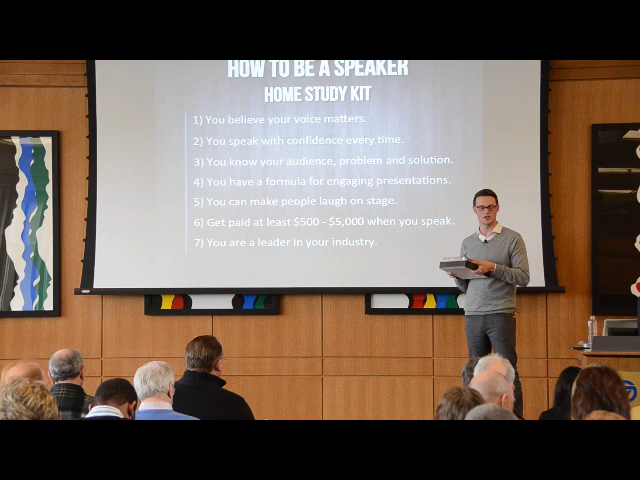 HOW TO BE A SPEAKER
HOME STUDY KIT
1) You believe your voice matters.
2) You speak with confidence every time.
3) You know your audience, problem and solution.
4) You have a formula for engaging presentations.
5) You can make people laugh on stage.
6) Get paid at least $500 - $5,000 when you speak.
7) You are a leader in your industry.